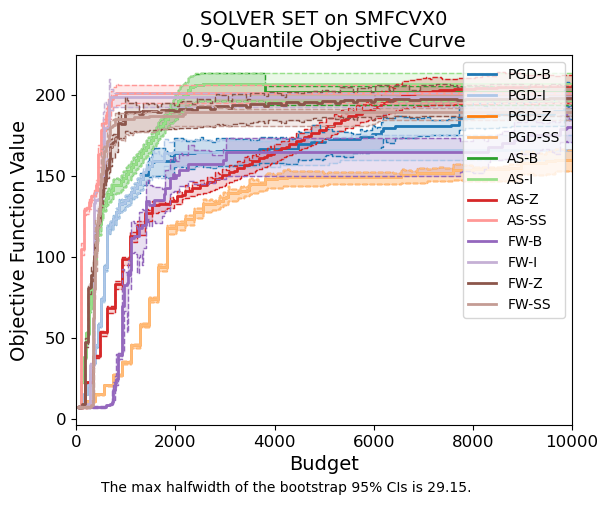 SOLVER SET on SMFCVX0
0.9-Quantile Objective Curve
Objective Function Value
200
150
100
50
0
0 2000 4000 6000 8000 10000
Budget
PGD-B
PGD-I
PGD-Z
PGD-SS
AS-B
AS-I
AS-Z
AS-SS
FW-B
FW-I
FW-Z
FW-SS
The max halfwidth of the bootstrap 95% CIs is 29.15.